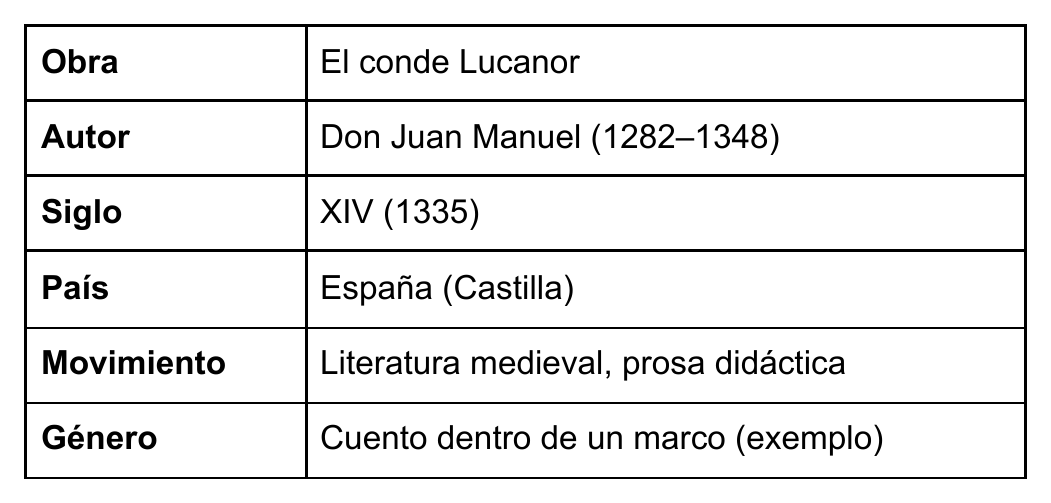 Obra El conde Lucanor
Autor Don Juan Manuel (1282–1348)
Siglo XIV (1335)
País España (Castilla)
Movimiento Literatura medieval, prosa didáctica
Género Cuento dentro de un marco (exemplo)